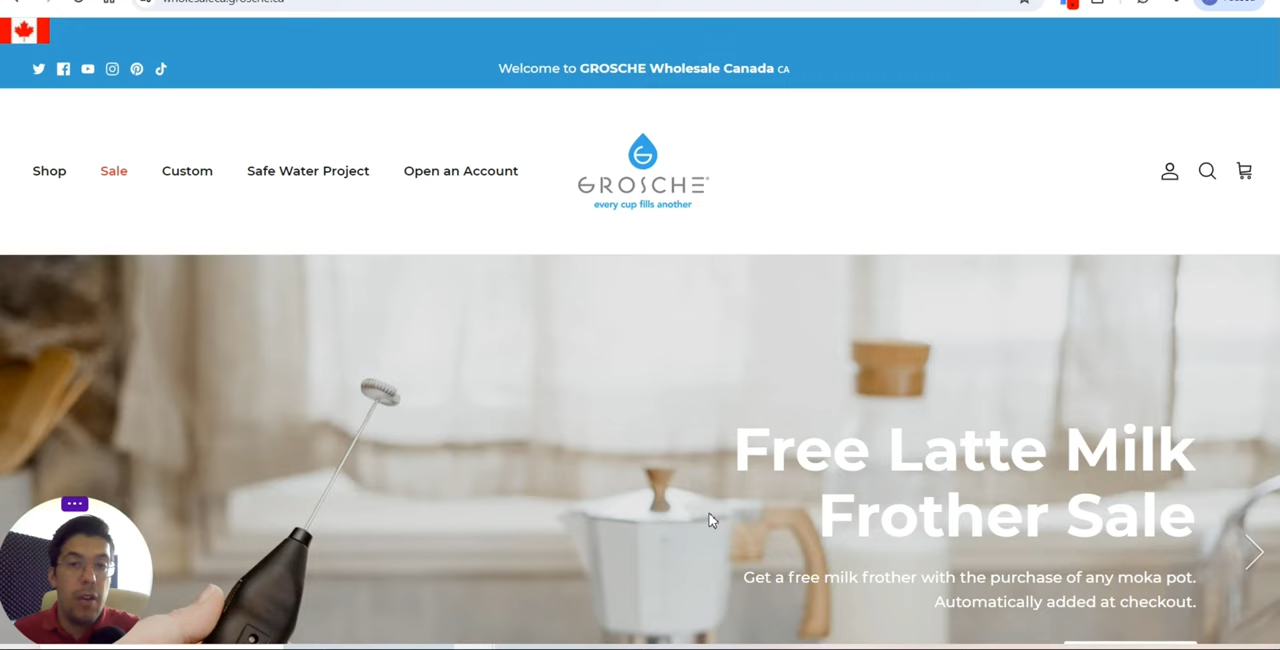 Welcome to GROSCHE Wholesale Canada CA
Shop
Sale
Custom
Safe Water Project
Open an Account
G
GROSCHE
every cup fills another
Free Latte Milk
Frother Sale
Get a free milk frother with the purchase of any moka pot.
Automatically added at checkout.